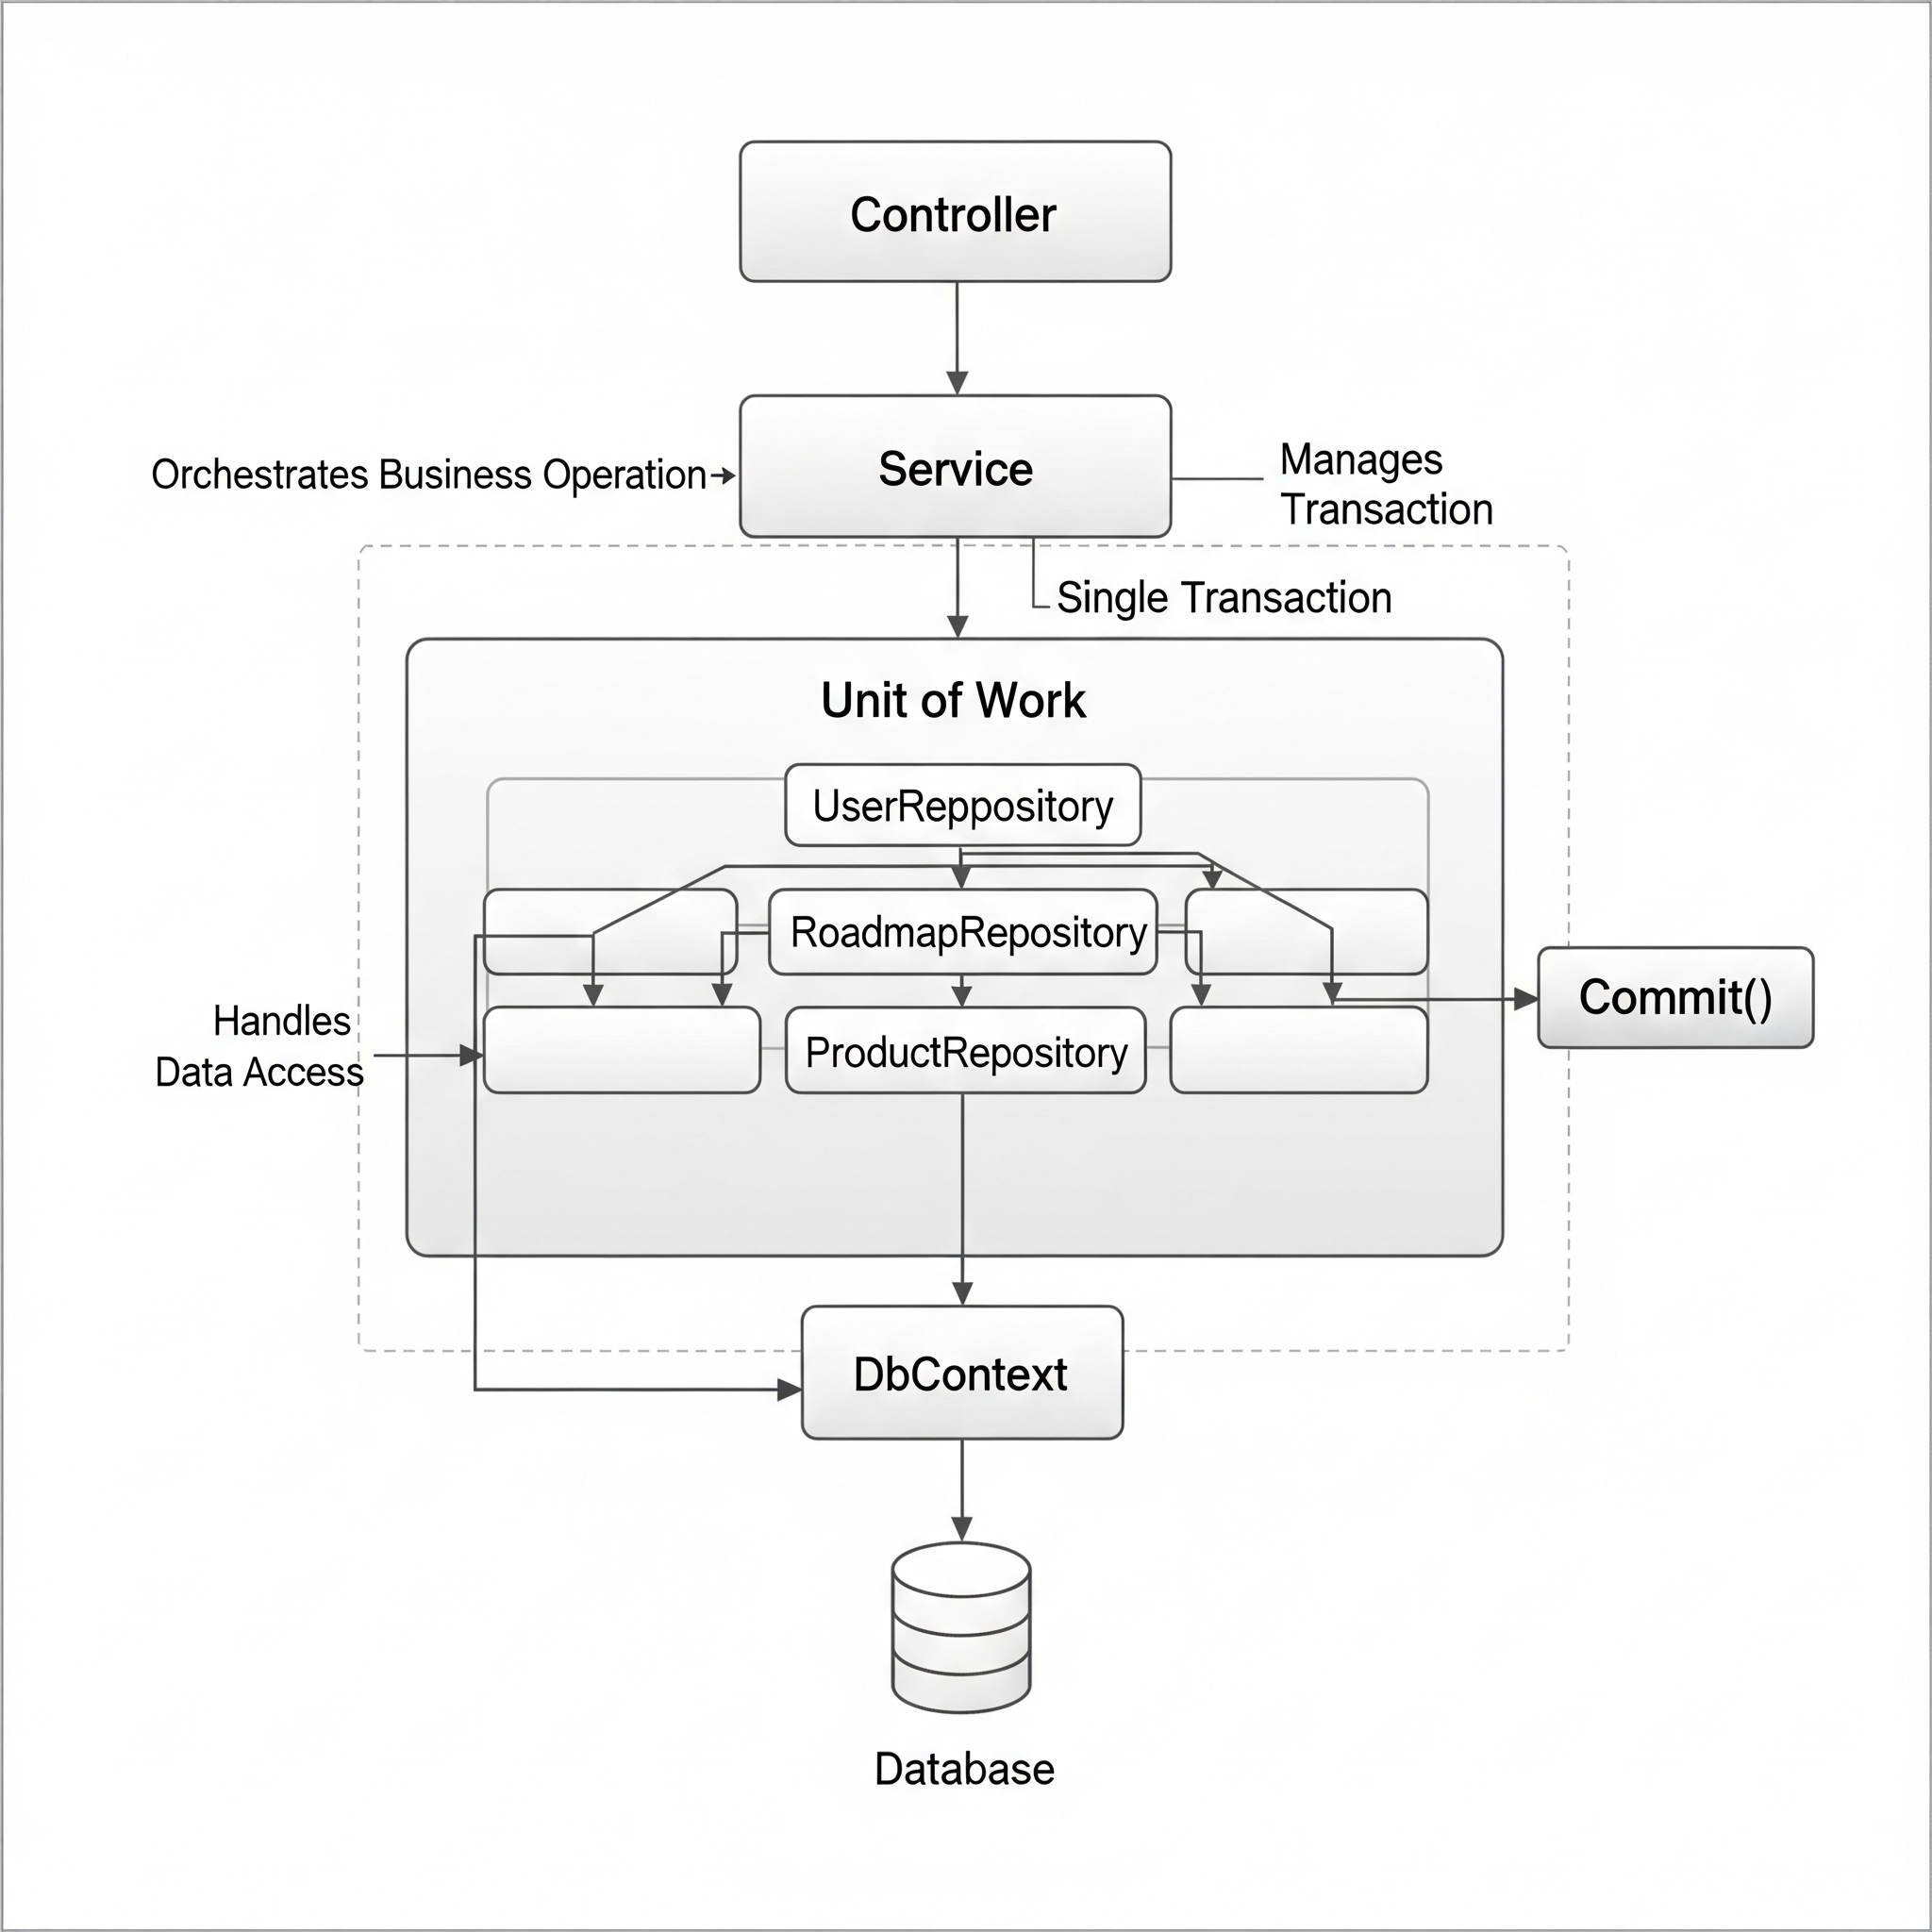 Controller
Orchestrates Business Operation
Service
Manages
Transaction
Single Transaction
Unit of Work
UserReppository
RoadmapRepository
Handles
Data Access
ProductRepository
Commit()
DbContext
Database